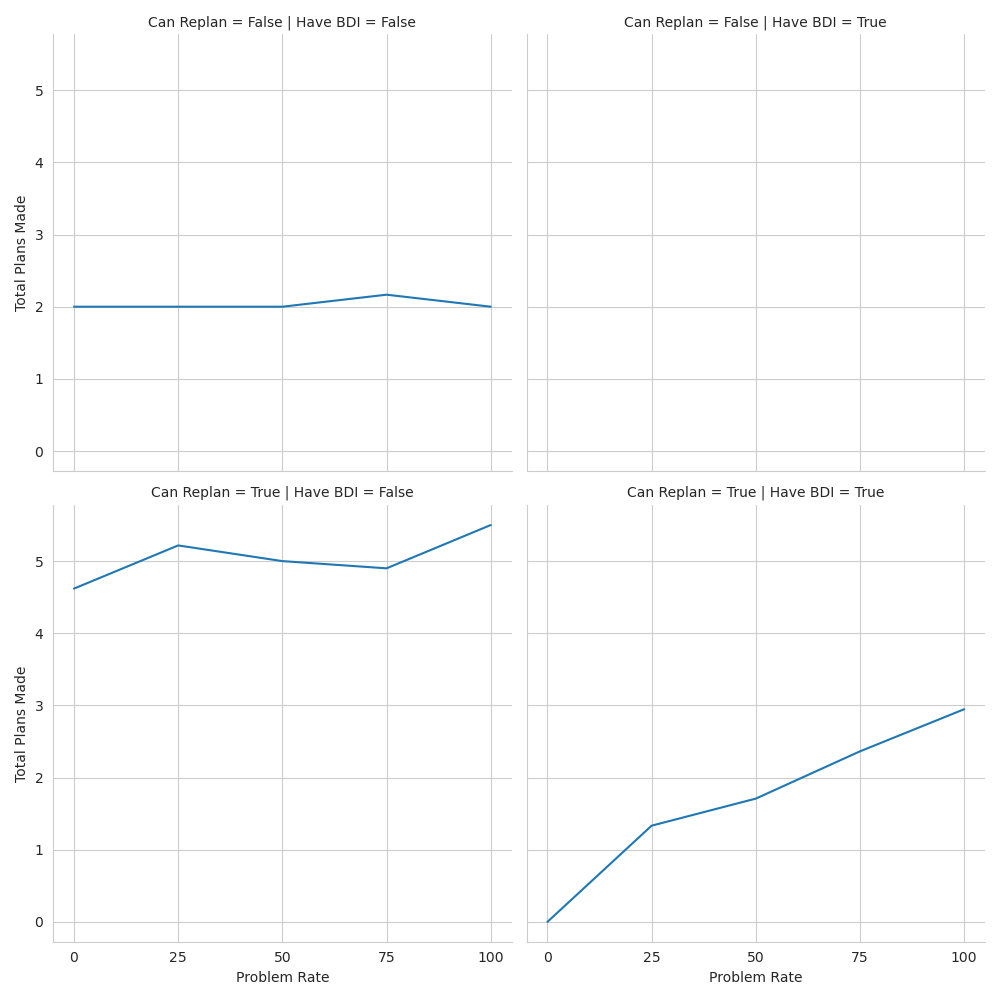 Can Replan = False | Have BDI = False
Can Replan = False | Have BDI = True
5
4
3
2
1
0
Total Plans Made
Can Replan = True | Have BDI = False
Can Replan = True | Have BDI = True
5
4
3
2
1
0
Total Plans Made
0 25 50 75 100
0 25 50 75 100
Problem Rate
Problem Rate